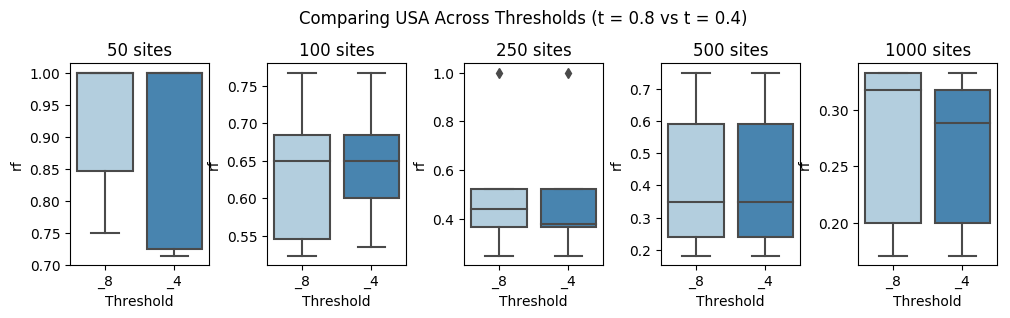 Comparing USA Across Thresholds (t = 0.8 vs t = 0.4)
50 sites
1.00
0.95
0.90
0.85
0.80
0.75
0.70
rf
_8
_4
Threshold
100 sites
0.75
0.70
0.65
0.60
0.55
rf
_8
_4
Threshold
250 sites
1.0
0.8
0.6
0.4
rf
_8
_4
Threshold
500 sites
0.7
0.6
0.5
0.4
0.3
0.2
rf
_8
_4
Threshold
1000 sites
0.30
0.25
0.20
rf
_8
_4
Threshold